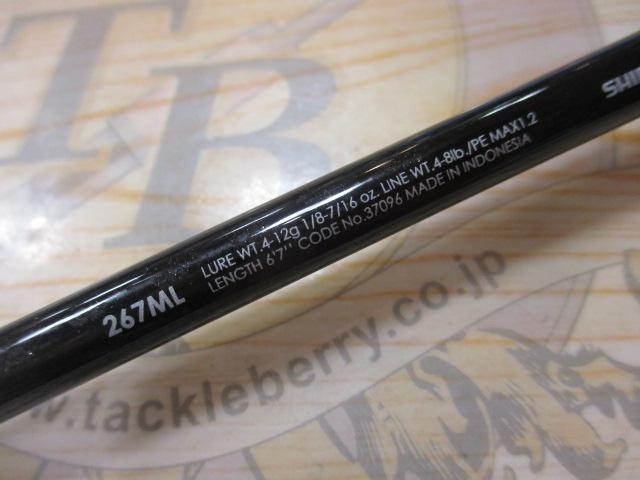 TB
SHI
LURE WT.4-12g 1/8-7/16 oz. LINE WT.4-8lb./PE MAX1.2
267ML LENGTH 6'7'' CODE No.37096 MADE IN INDONESIA
www.tackleberry.co.jp